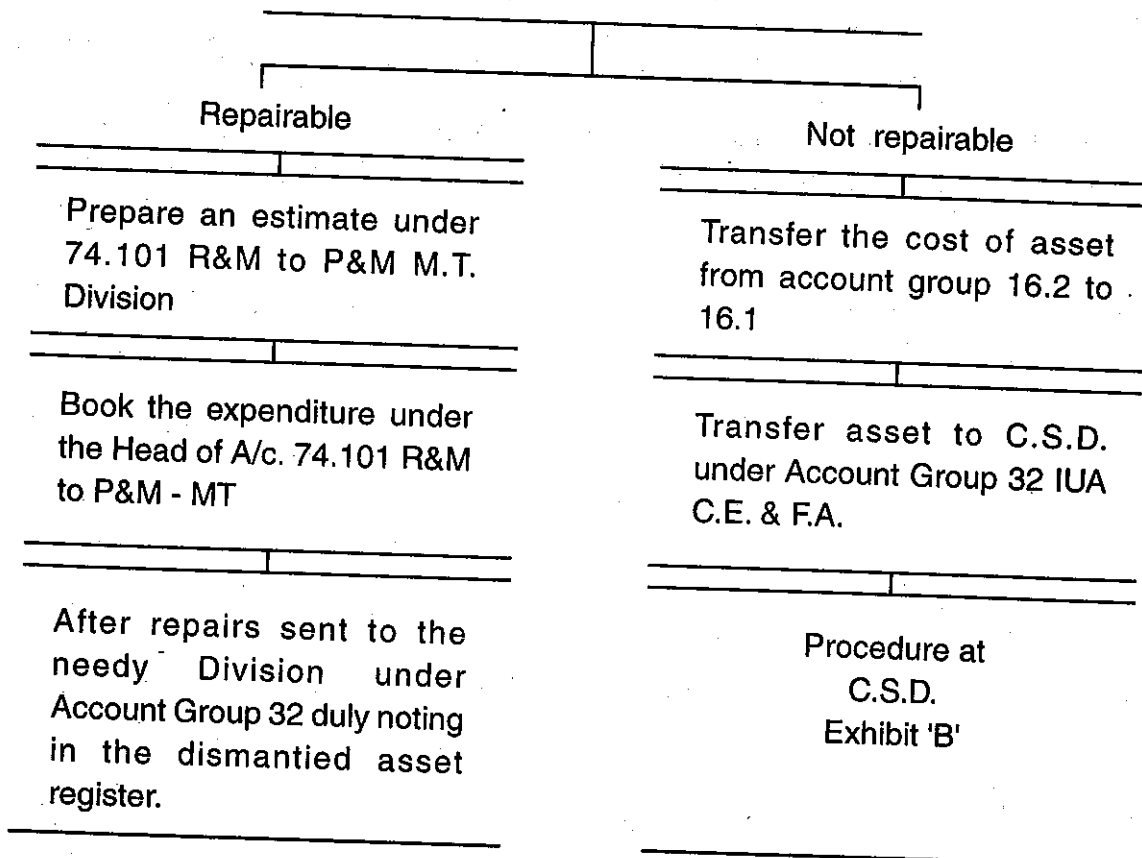 Repairable
Prepare an estimate under
74.101 R&M to P&M M.T.
Division
Book the expenditure under
the Head of A/c. 74.101 R&M
to P&M - MT
After repairs sent to the
needy Division under
Account Group 32 duly noting
in the dismantied asset
register.
Not repairable
Transfer the cost of asset
from account group 16.2 to
16.1
Transfer asset to C.S.D.
under Account Group 32 IUA
C.E. & F.A.
Procedure at
C.S.D.
Exhibit 'B'